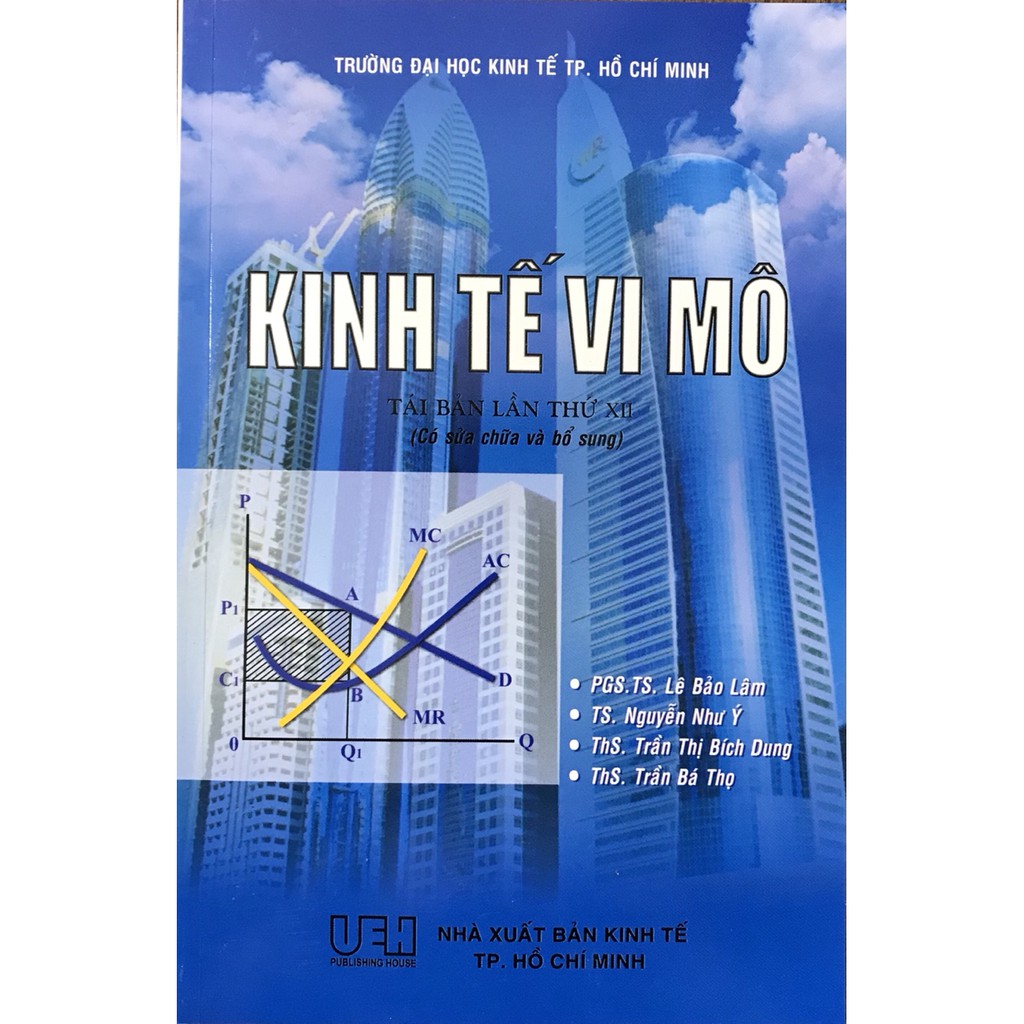 TRƯỜNG ĐẠI HỌC KINH TẾ TP. HỒ CHÍ MINH
KINH TẾ VI MÔ
TÁI BẢN LẦN THỨ XII
(Có sửa chữa và bổ sung)
P
MC
AC
A
P1
C1
B
D
MR
0
Q1
Q
• PGS.TS. Lê Bảo Lâm
• TS. Nguyễn Như Ý
• ThS. Trần Thị Bích Dung
• ThS. Trần Bá Thọ
UEH
PUBLISHING HOUSE
NHÀ XUẤT BẢN KINH TẾ
TP. HỒ CHÍ MINH